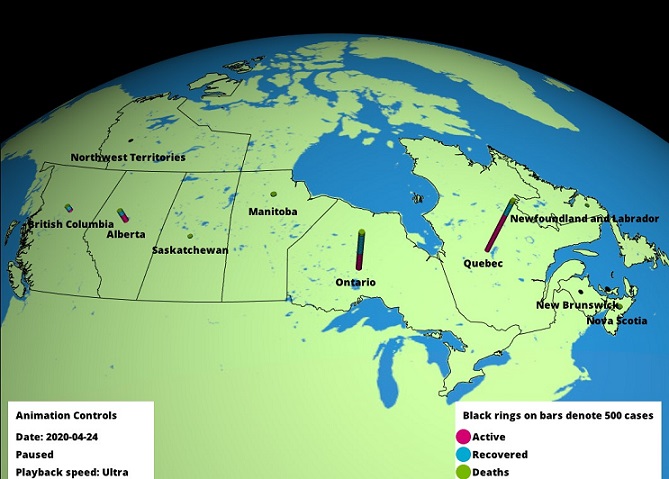 Northwest Territories
British Columbia
Alberta
Saskatchewan
Manitoba
Ontario
Quebec
Newfoundland and Labrador
New Brunswick
Nova Scotia
Animation Controls
Date: 2020-04-24
Paused
Playback speed: Ultra
Black rings on bars denote 500 cases
Active
Recovered
Deaths